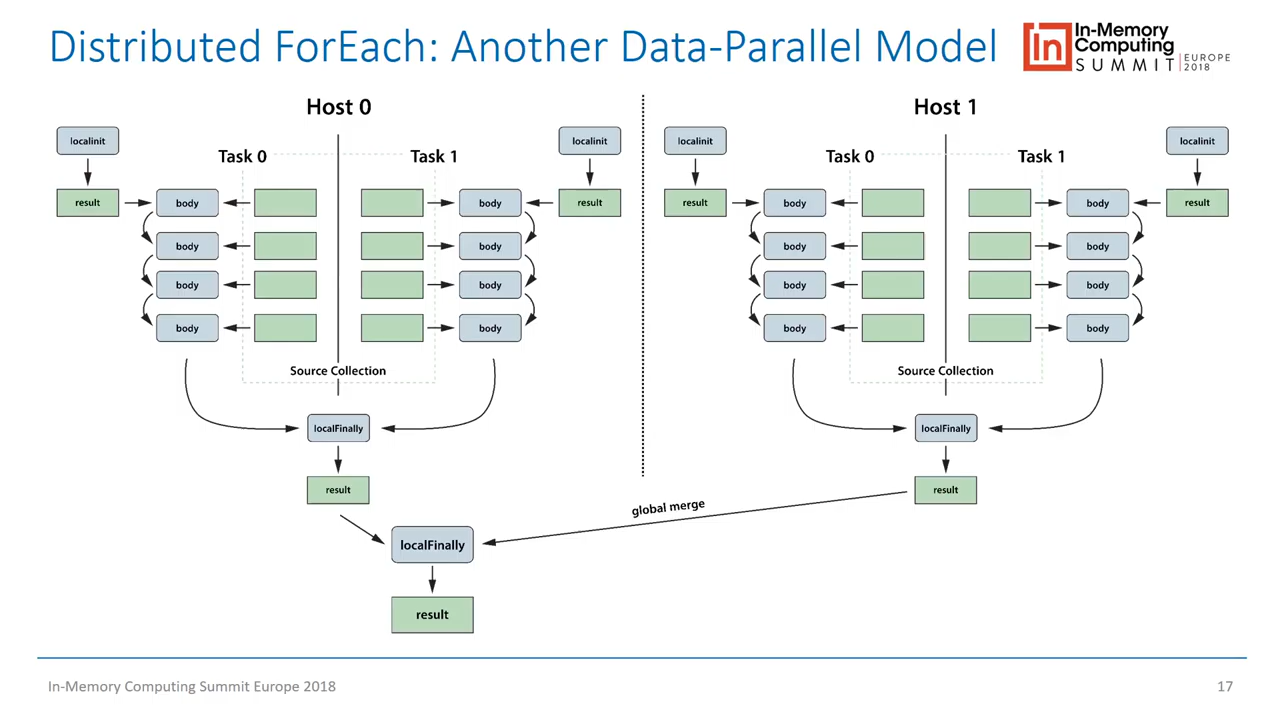 Distributed ForEach: Another Data-Parallel Model
In In-Memory
Computing
SUMMIT EUROPE 2018
Host 0
Host 1
localinit
localinit
localinit
localinit
Task 0
Task 1
Task 0
Task 1
result
body
body
result
result
body
body
result
body
body
body
body
body
body
body
body
body
body
body
body
Source Collection
Source Collection
localFinally
localFinally
result
result
global merge
localFinally
result
In-Memory Computing Summit Europe 2018
17